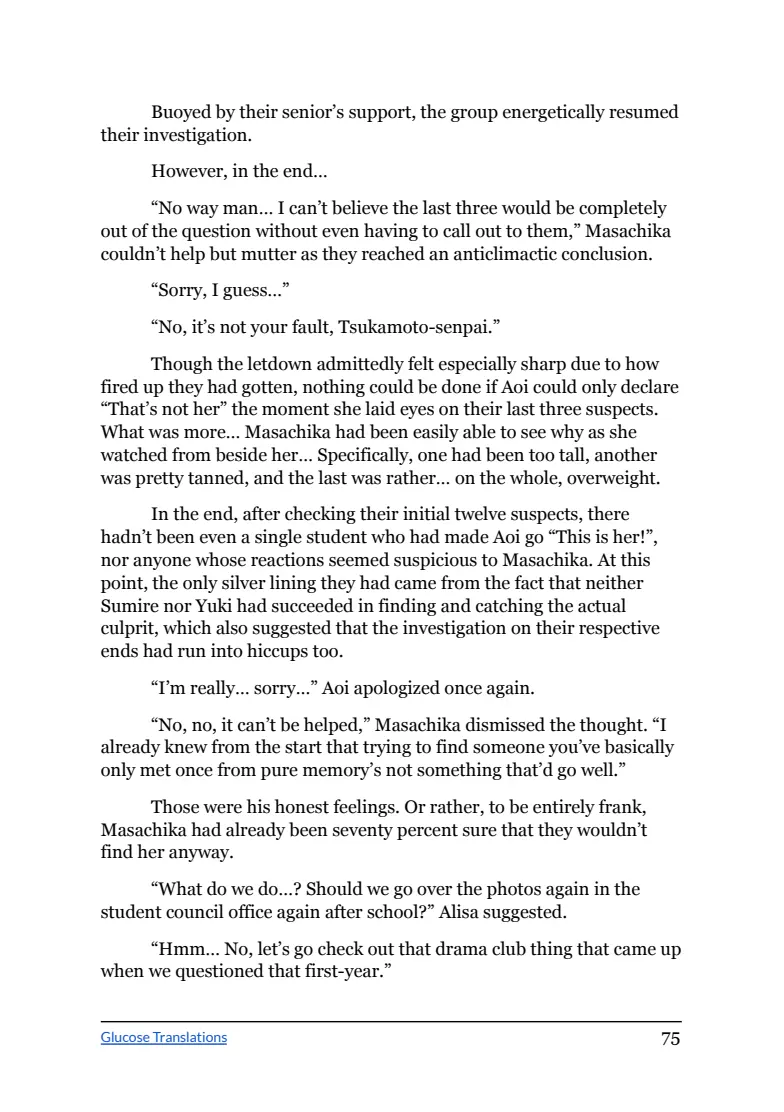 Buoyed by their senior’s support, the group energetically resumed
their investigation.
However, in the end…
“No way man… I can’t believe the last three would be completely
out of the question without even having to call out to them,” Masachika
couldn’t help but mutter as they reached an anticlimactic conclusion.
“Sorry, I guess…”
“No, it’s not your fault, Tsukamoto-senpai.”
Though the letdown admittedly felt especially sharp due to how
fired up they had gotten, nothing could be done if Aoi could only declare
“That’s not her” the moment she laid eyes on their last three suspects.
What was more… Masachika had been easily able to see why as she
watched from beside her… Specifically, one had been too tall, another
was pretty tanned, and the last was rather… on the whole, overweight.
In the end, after checking their initial twelve suspects, there
hadn’t been even a single student who had made Aoi go “This is her!”,
nor anyone whose reactions seemed suspicious to Masachika. At this
point, the only silver lining they had came from the fact that neither
Sumire nor Yuki had succeeded in finding and catching the actual
culprit, which also suggested that the investigation on their respective
ends had run into hiccups too.
“I’m really… sorry…” Aoi apologized once again.
“No, no, it can’t be helped,” Masachika dismissed the thought. “I
already knew from the start that trying to find someone you’ve basically
only met once from pure memory’s not something that’d go well.”
Those were his honest feelings. Or rather, to be entirely frank,
Masachika had already been seventy percent sure that they wouldn’t
find her anyway.
“What do we do…? Should we go over the photos again in the
student council office again after school?” Alisa suggested.
“Hmm… No, let’s go check out that drama club thing that came up
when we questioned that first-year.”
Glucose Translations
75